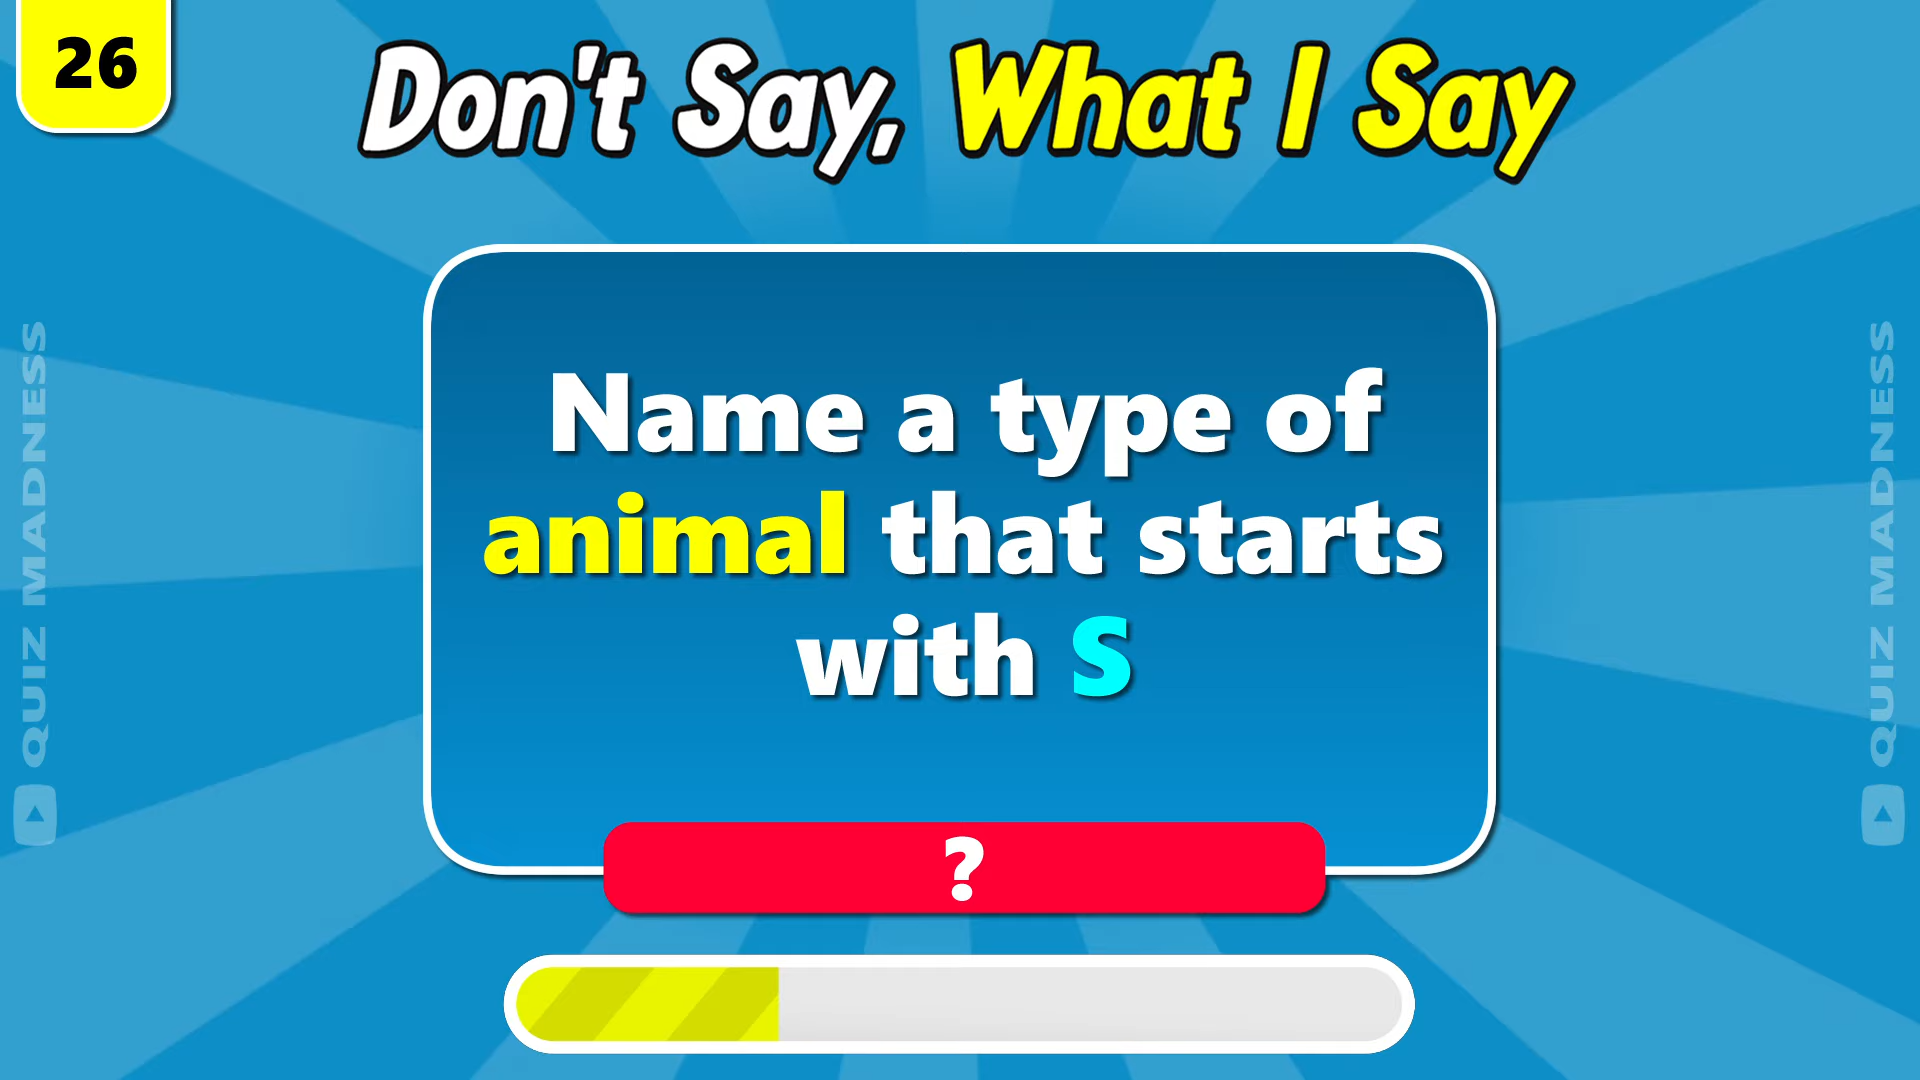 26
Don't Say, What I Say
Name a type of
animal that starts
with S
?
QUIZ MADNESS
QUIZ MADNESS